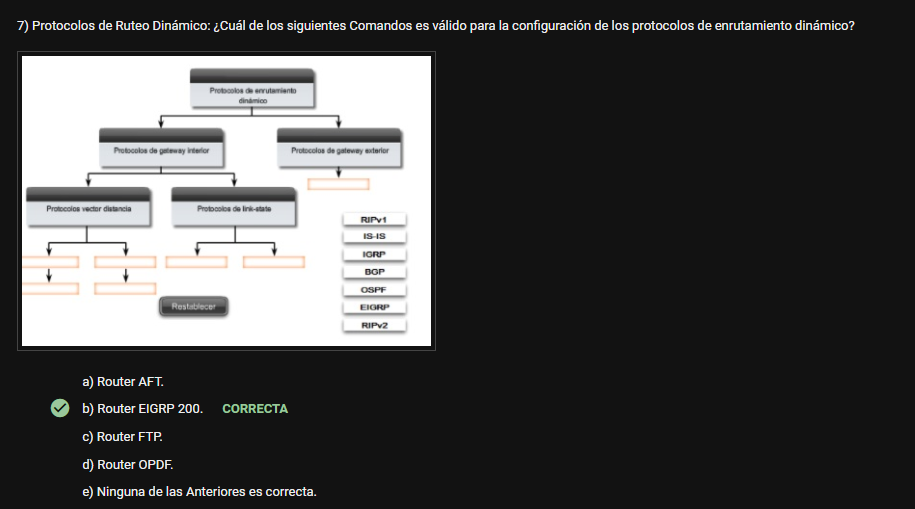 7) Protocolos de Ruteo Dinámico: ¿Cuál de los siguientes Comandos es válido para la configuración de los protocolos de enrutamiento dinámico?
Protocolos de enrutamiento
dinámico
Protocolos de gateway interior
Protocolos de gateway exterior
Protocolos vector distancia
Protocolos de link-state
RIPv1
IS-IS
IGRP
BGP
OSPF
EIGRP
RIPv2
Restablecer
a) Router AFT.
b) Router EIGRP 200. CORRECTA
c) Router FTP.
d) Router OPDF.
e) Ninguna de las Anteriores es correcta.